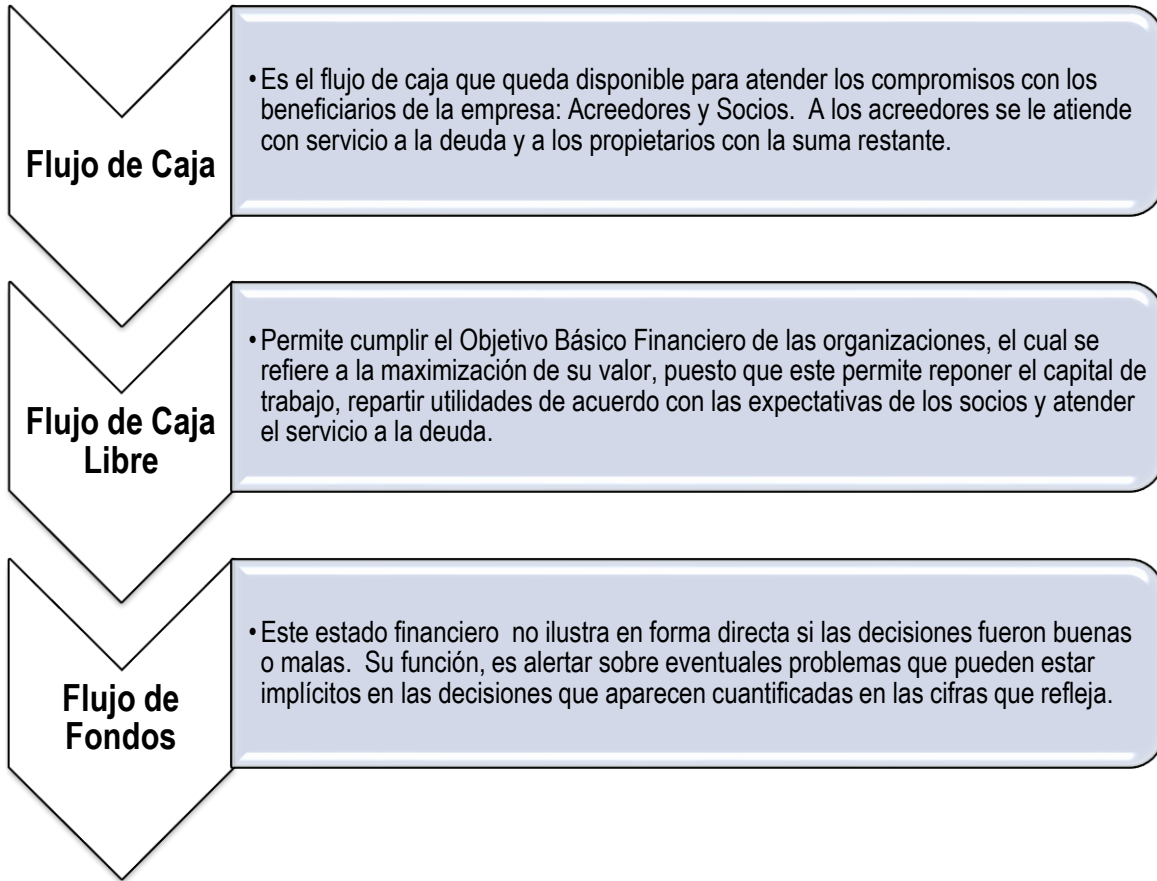 Flujo de Caja
• Es el flujo de caja que queda disponible para atender los compromisos con los
beneficiarios de la empresa: Acreedores y Socios.  A los acreedores se le atiende
con servicio a la deuda y a los propietarios con la suma restante.
Flujo de Caja
Libre
• Permite cumplir el Objetivo Básico Financiero de las organizaciones, el cual se
refiere a la maximización de su valor, puesto que este permite reponer el capital de
trabajo, repartir utilidades de acuerdo con las expectativas de los socios y atender
el servicio a la deuda.
Flujo de
Fondos
• Este estado financiero  no ilustra en forma directa si las decisiones fueron buenas
o malas.  Su función, es alertar sobre eventuales problemas que pueden estar
implícitos en las decisiones que aparecen cuantificadas en las cifras que refleja.